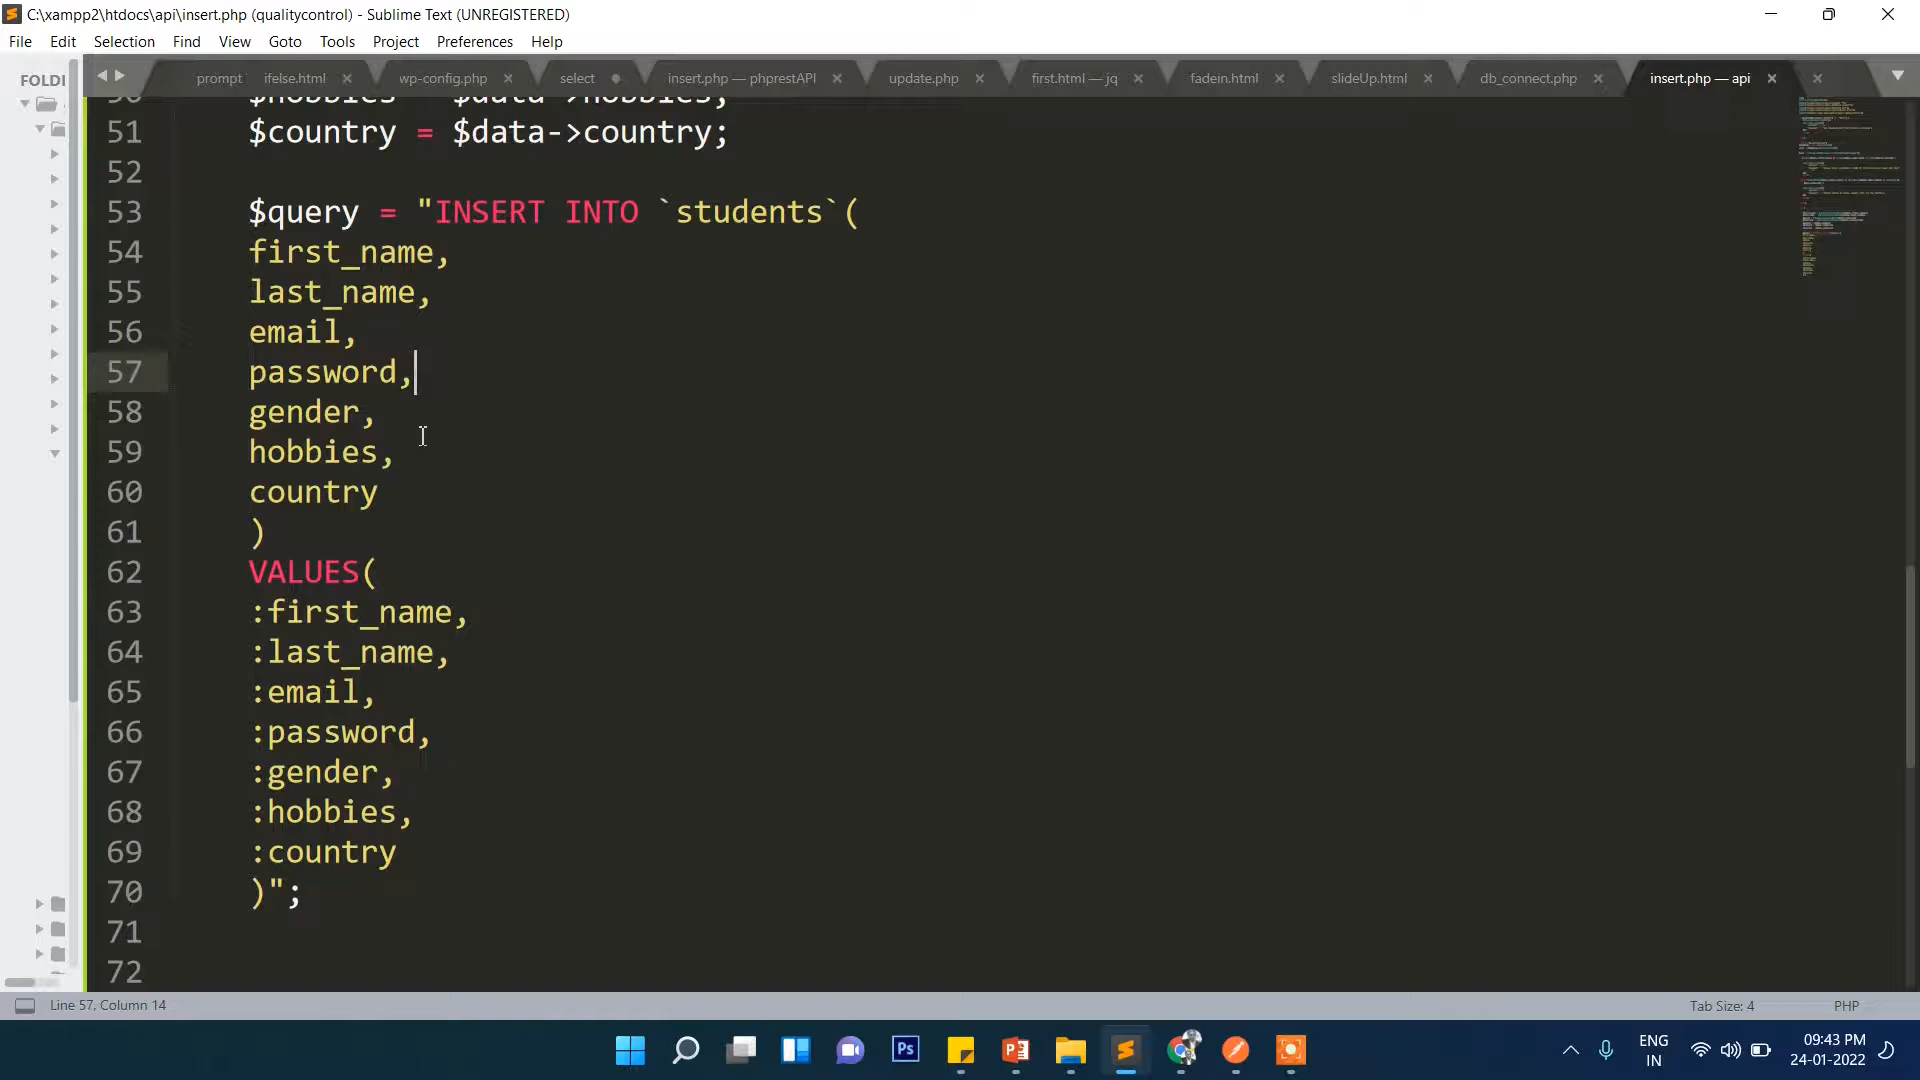 C:\xampp2\htdocs\api\insert.php (qualitycontrol) - Sublime Text (UNREGISTERED)
File Edit Selection Find View Goto Tools Project Preferences Help
FOLDI
prompt ifelse.html wp-config.php select insert.php — phprestAPI update.php first.html — jq fadein.html slideUp.html db_connect.php insert.php — api
50 $hobbies = $data->hobbies;
51 $country = $data->country;
52
53 $query = "INSERT INTO `students`(
54 first_name,
55 last_name,
56 email,
57 password,
58 gender,
59 hobbies,
60 country
61 )
62 VALUES(
63 :first_name,
64 :last_name,
65 :email,
66 :password,
67 :gender,
68 :hobbies,
69 :country
70 )";
71
72
Line 57, Column 14 Tab Size: 4 PHP
Ps
ENG
IN
09:43 PM
24-01-2022